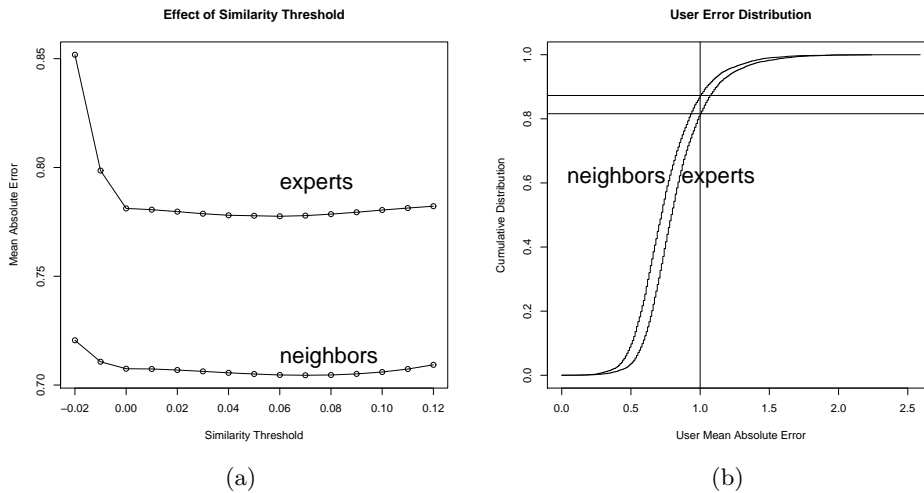 Effect of Similarity Threshold
0.85
0.80
0.75
0.70
Mean Absolute Error
experts
neighbors
−0.02 0.00 0.02 0.04 0.06 0.08 0.10 0.12
Similarity Threshold
(a)
User Error Distribution
1.0
0.8
0.6
0.4
0.2
0.0
Cumulative Distribution
neighbors experts
0.0 0.5 1.0 1.5 2.0 2.5
User Mean Absolute Error
(b)